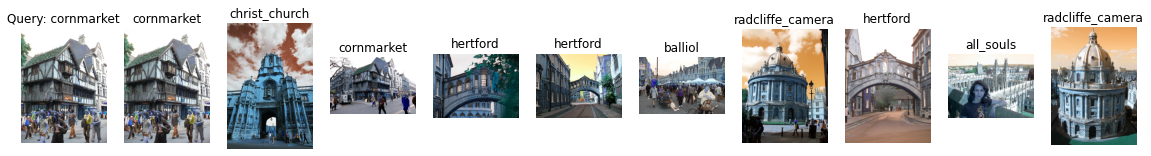 Query: cornmarket
cornmarket
christ_church
cornmarket
hertford
hertford
balliol
radcliffe_camera
hertford
all_souls
radcliffe_camera